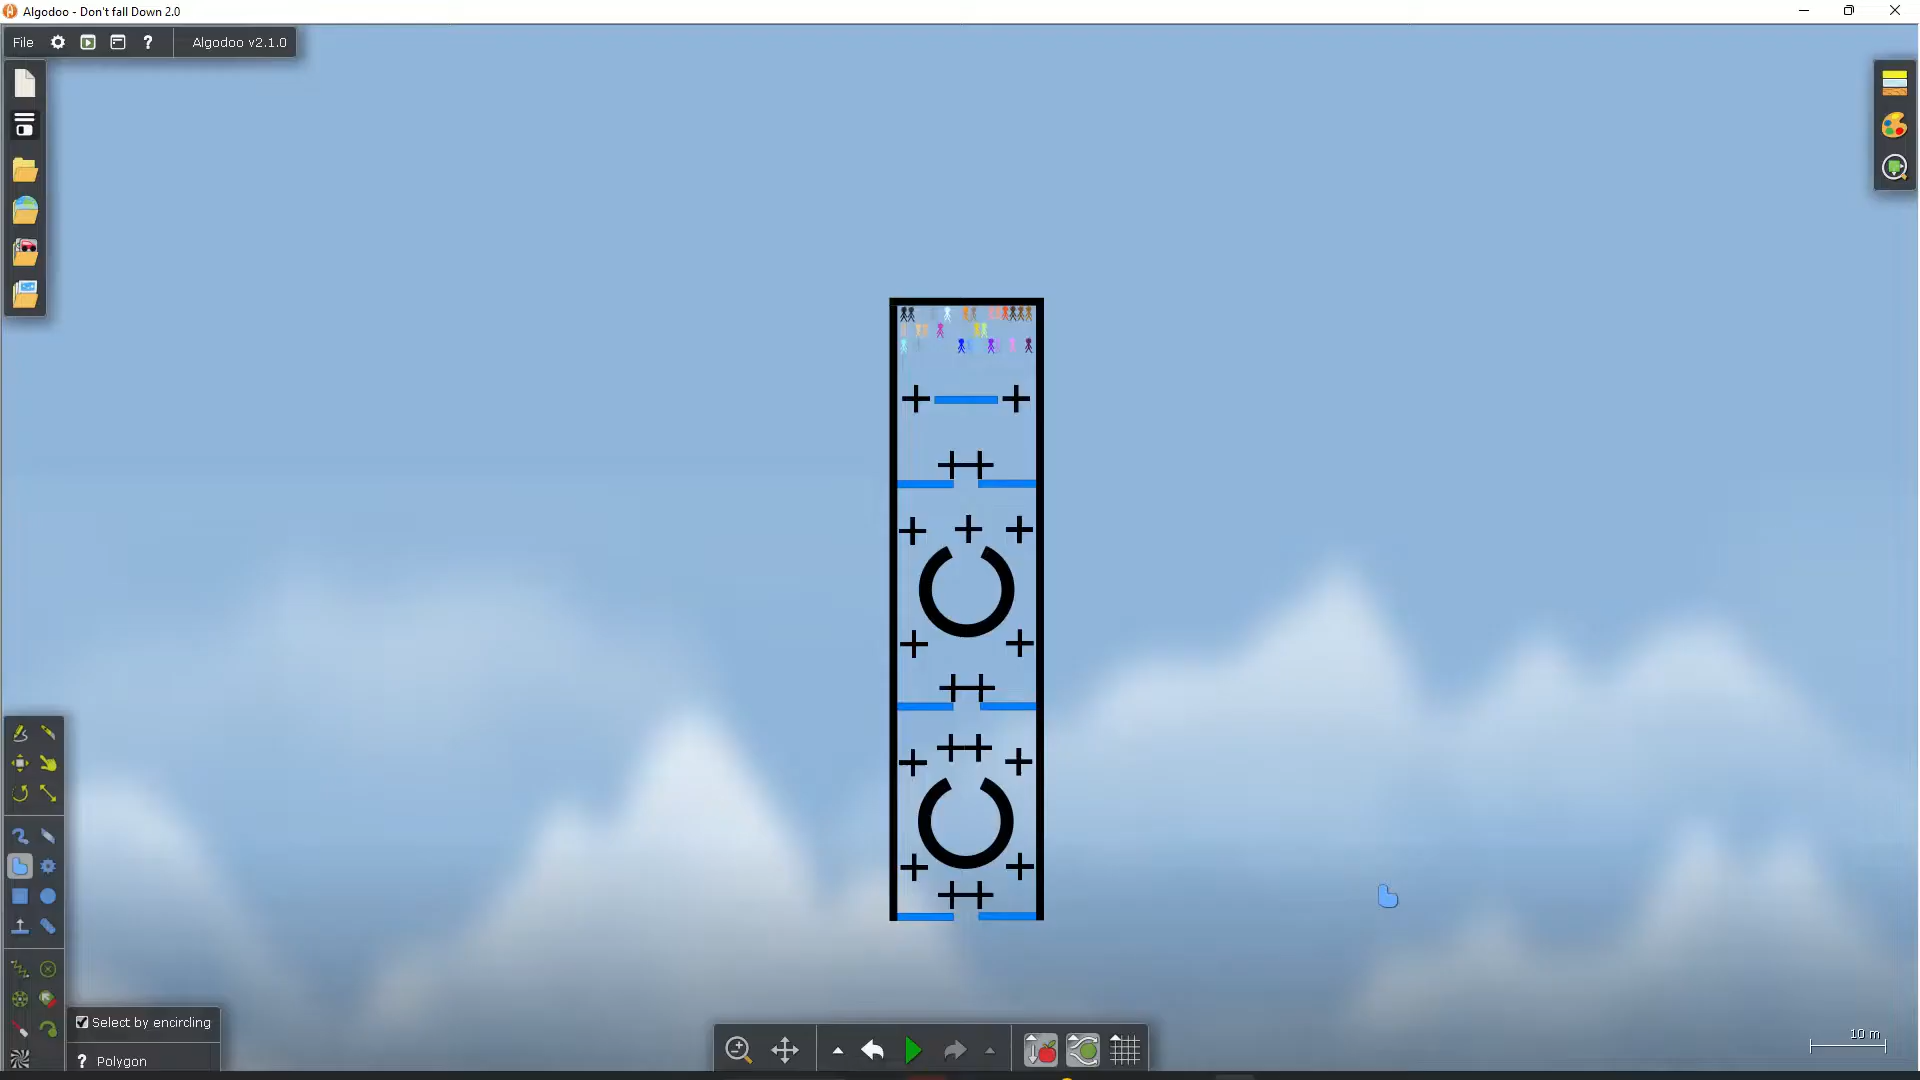 Algodoo - Don't fall Down 2.0
File ? Algodoo v2.1.0
Select by encircling
? Polygon
10 m